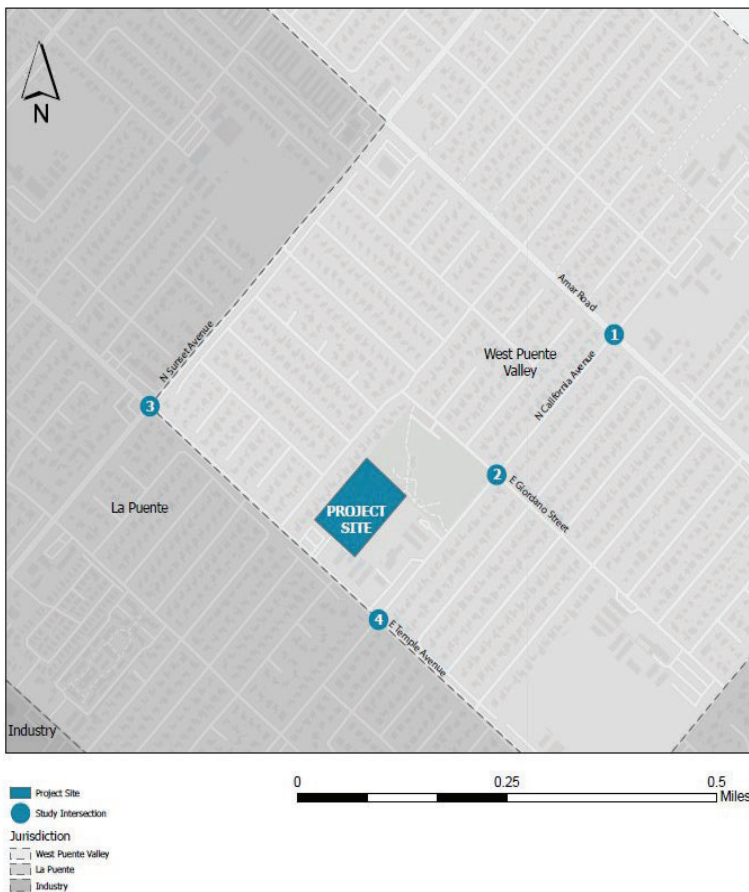 N
Amar Road
1
N Sunset Avenue
West Puente
Valley
N California Avenue
3
2
E Giordano Street
La Puente
PROJECT
SITE
4
E Temple Avenue
Industry
Project Site
Study Intersection
Jurisdiction
West Puente Valley
La Puente
Industry
0 0.25 0.5
Miles